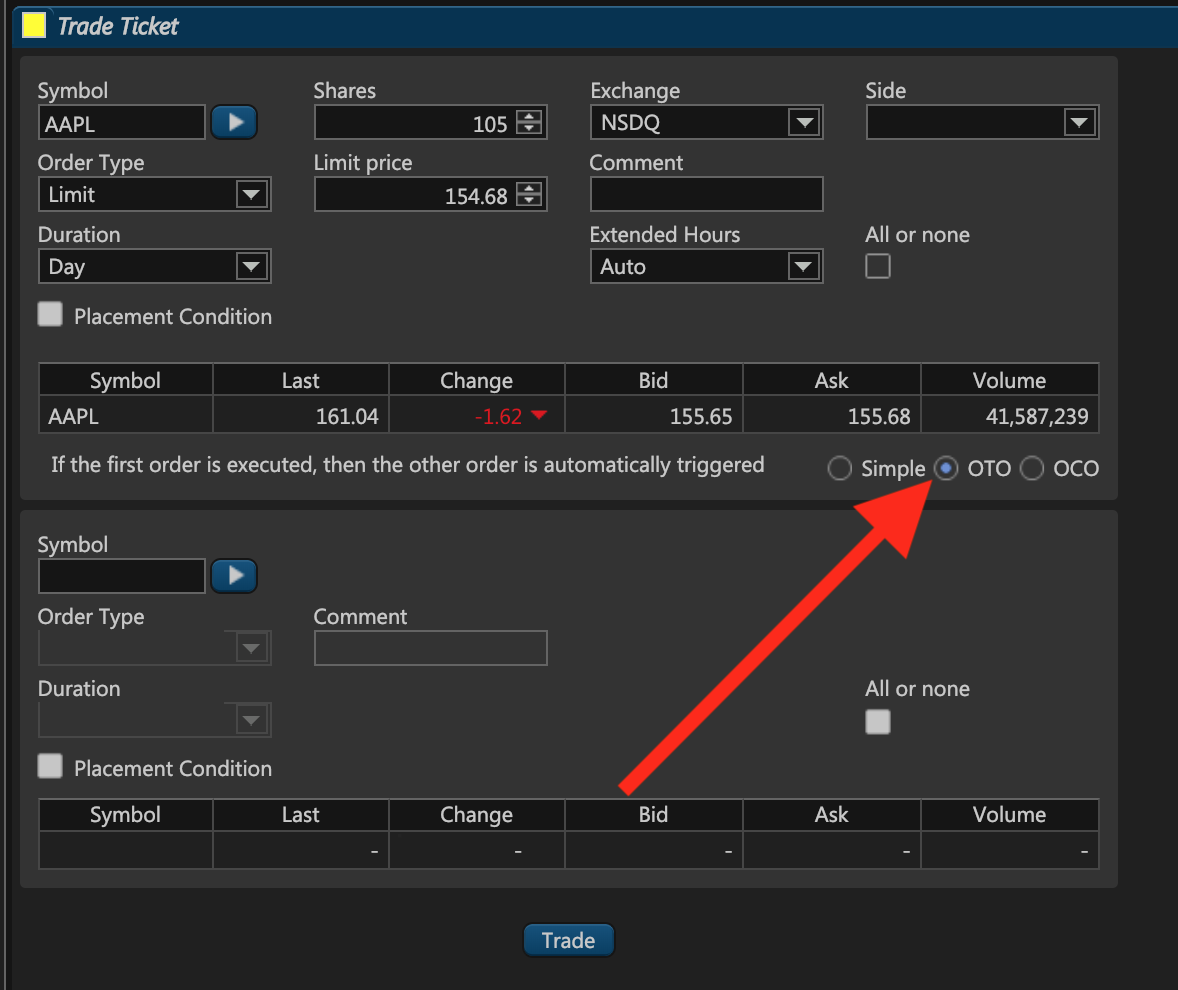 Trade Ticket
Symbol Shares Exchange Side
AAPL 105 NSDQ
Order Type Limit price Comment
Limit 154.68
Duration Extended Hours All or none
Day Auto
Placement Condition
Symbol Last Change Bid Ask Volume
AAPL 161.04 -1.62 155.65 155.68 41,587,239
If the first order is executed, then the other order is automatically triggered Simple OTO OCO
Symbol
Order Type Comment
Duration All or none
Placement Condition
Symbol Last Change Bid Ask Volume
- - - - -
Trade